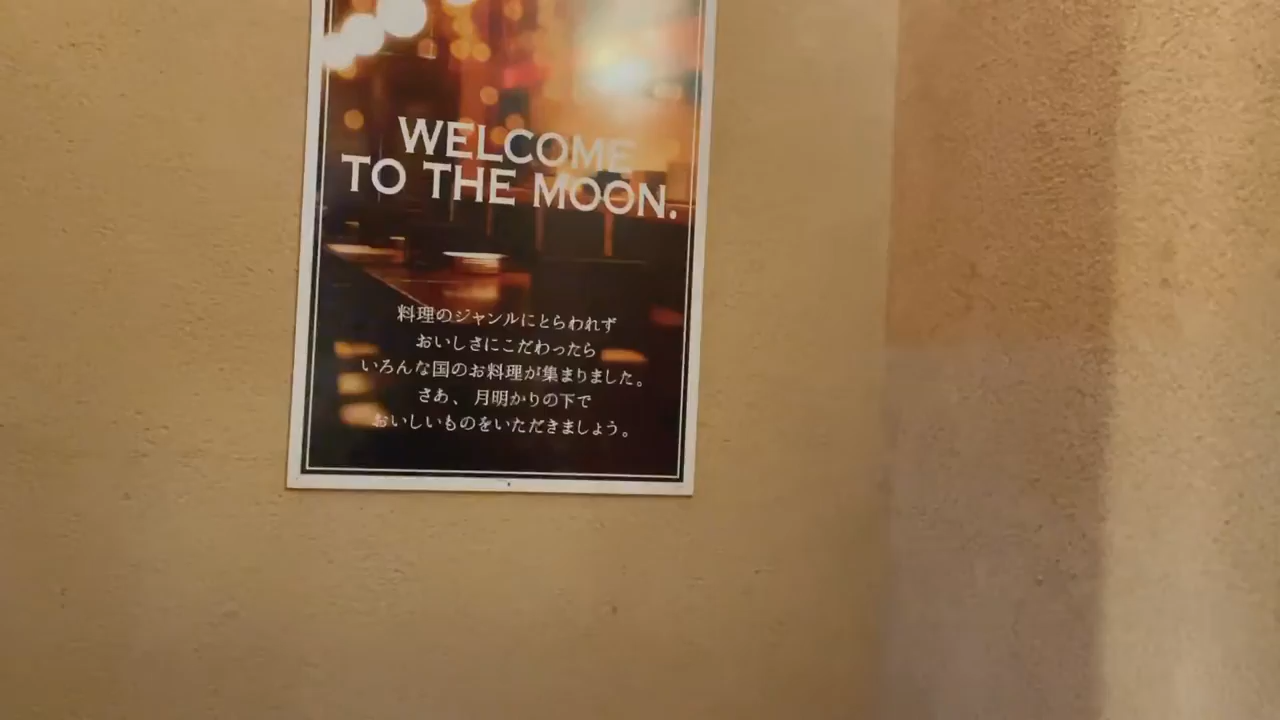 WELCOME
TO THE MOON.
料理のジャンルにとらわれず
おいしさにこだわったら
いろんな国のお料理が集まりました。
さあ、月明かりの下で
おいしいものをいただきましょう。